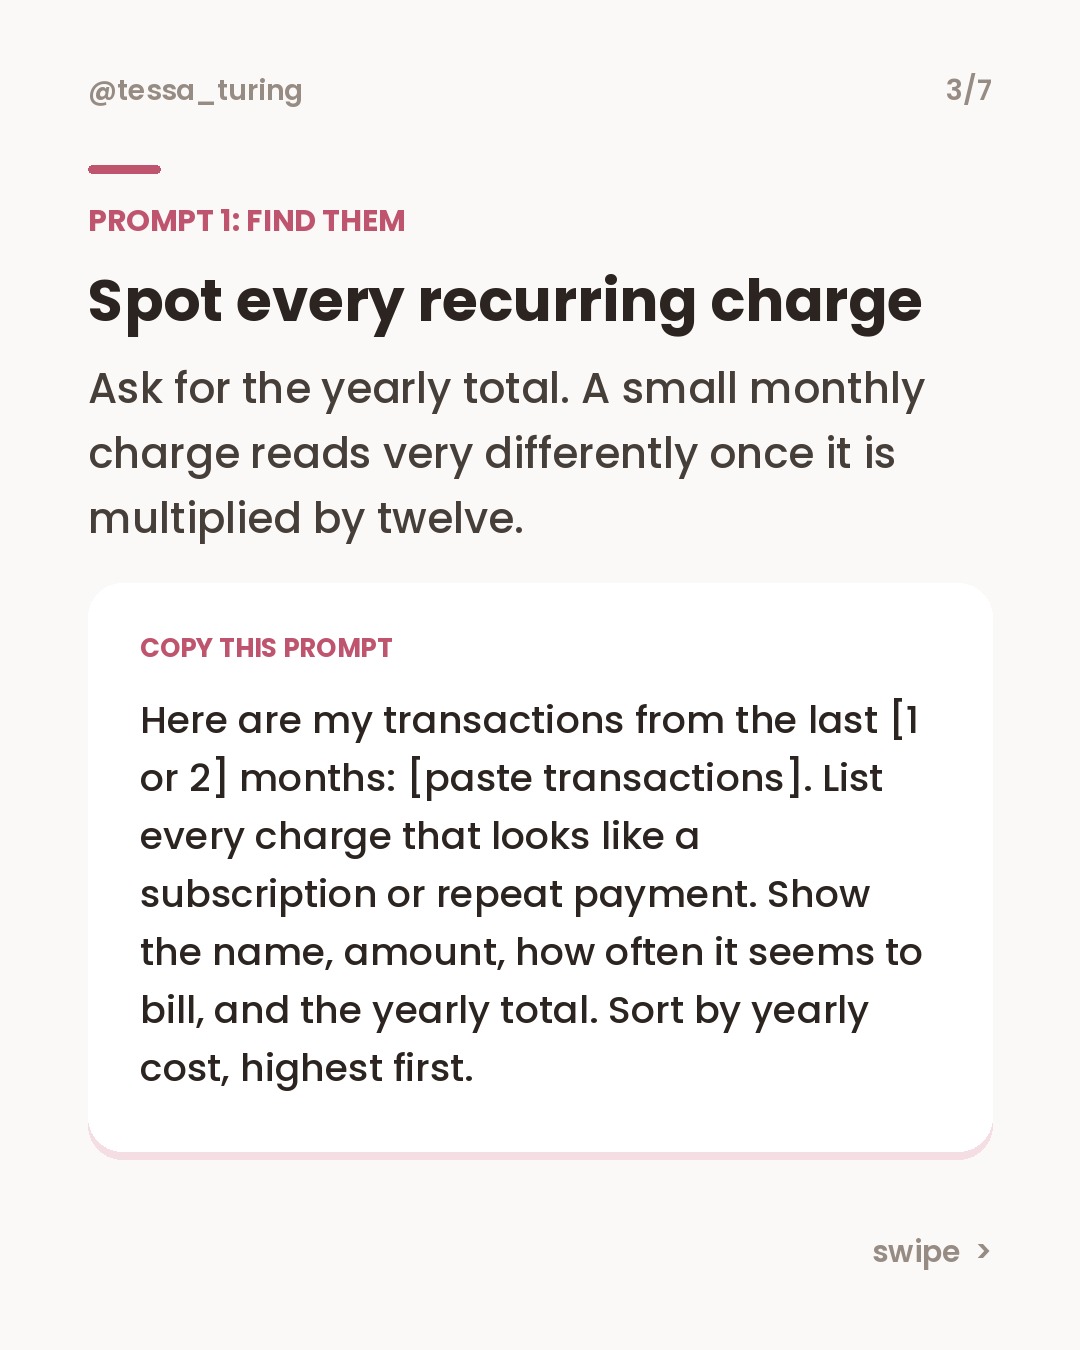 @tessa_turing
3/7
PROMPT 1: FIND THEM
Spot every recurring charge
Ask for the yearly total. A small monthly
charge reads very differently once it is
multiplied by twelve.
COPY THIS PROMPT
Here are my transactions from the last [1
or 2] months: [paste transactions]. List
every charge that looks like a
subscription or repeat payment. Show
the name, amount, how often it seems to
bill, and the yearly total. Sort by yearly
cost, highest first.
swipe >